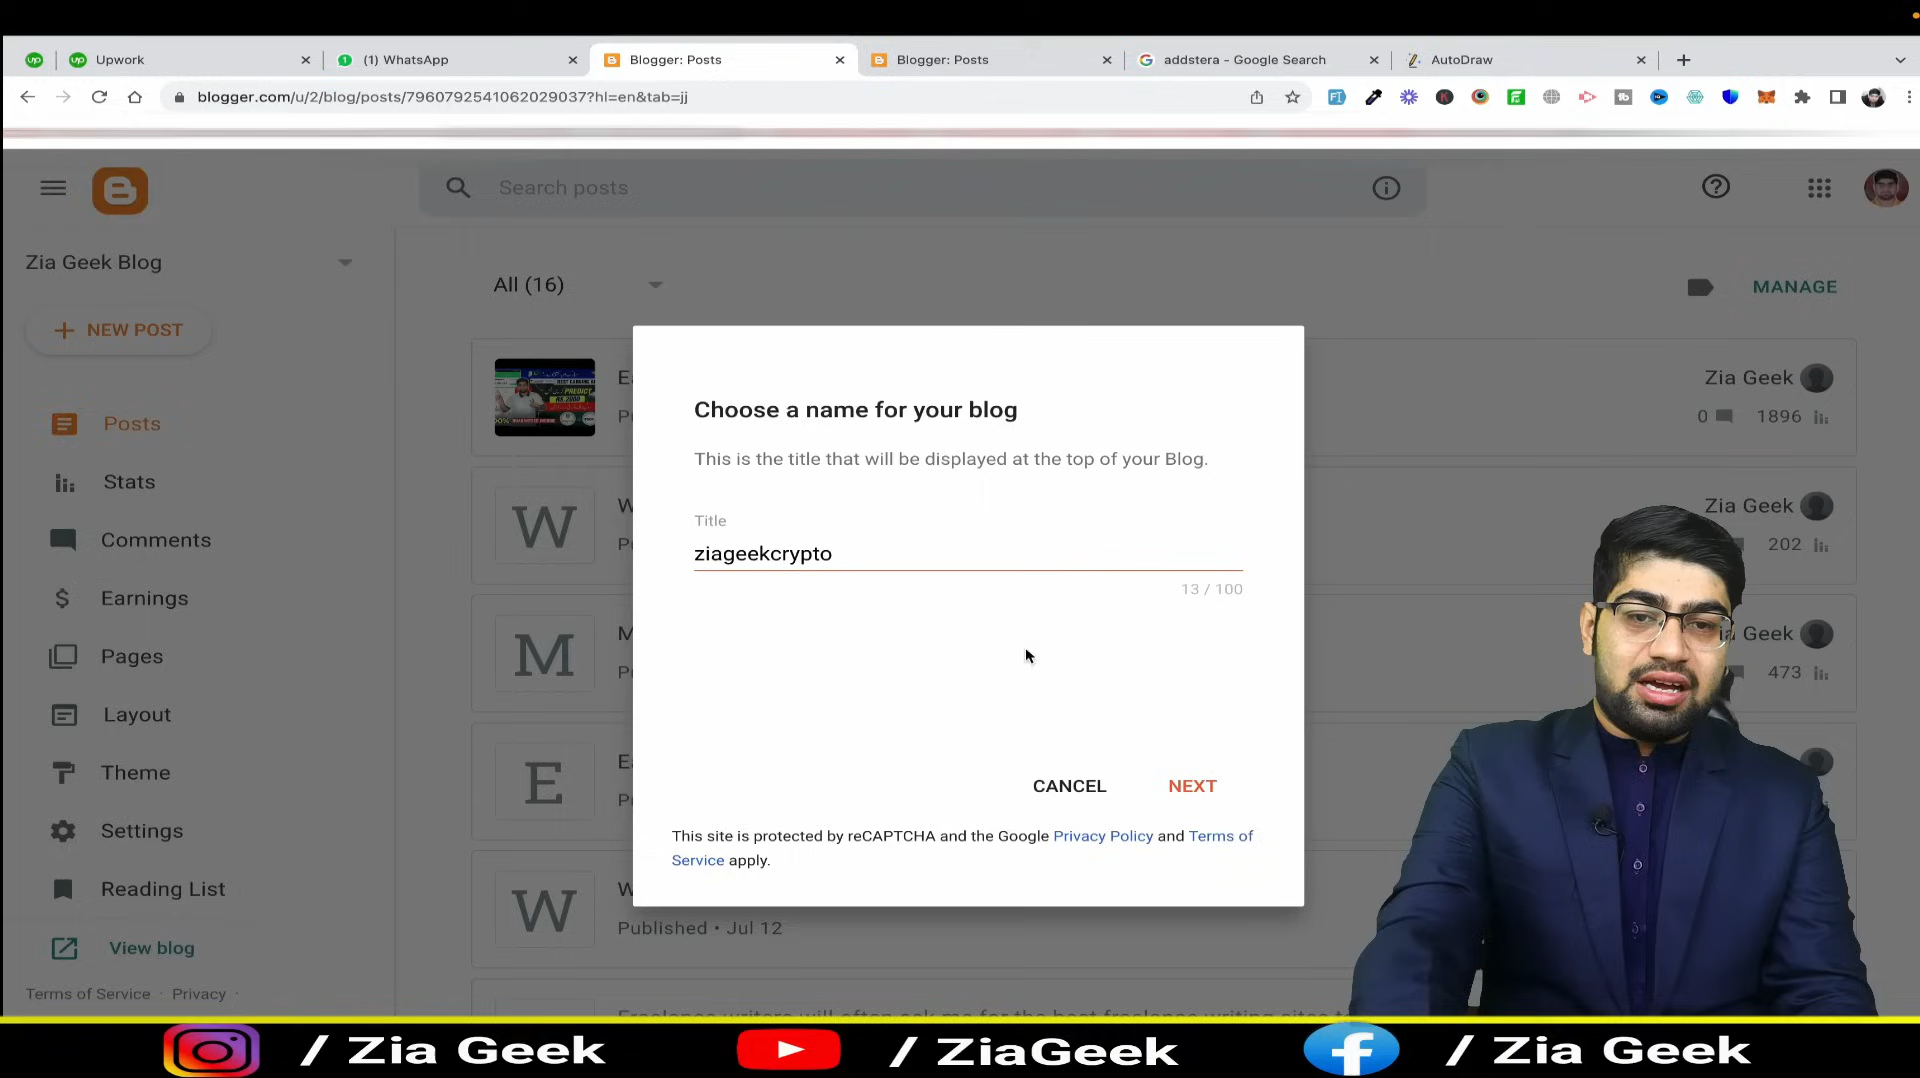 Upwork
(1) WhatsApp
Blogger: Posts
Blogger: Posts
addstera - Google Search
AutoDraw
blogger.com/u/2/blog/posts/7960792541062029037?hl=en&tab=jj
Search posts
Zia Geek Blog
All (16)
MANAGE
NEW POST
Posts
Stats
Comments
Earnings
Pages
Layout
Theme
Settings
Reading List
View blog
Terms of Service · Privacy ·
Zia Geek
0 1896
W
Zia Geek
202
M
Geek
473
E
W
Published • Jul 12
Choose a name for your blog
This is the title that will be displayed at the top of your Blog.
Title
ziageekcrypto
13 / 100
CANCEL
NEXT
This site is protected by reCAPTCHA and the Google Privacy Policy and Terms of
Service apply.
/ Zia Geek
/ ZiaGeek
/ Zia Geek